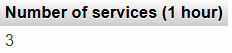 Number of services (1 hour)
3